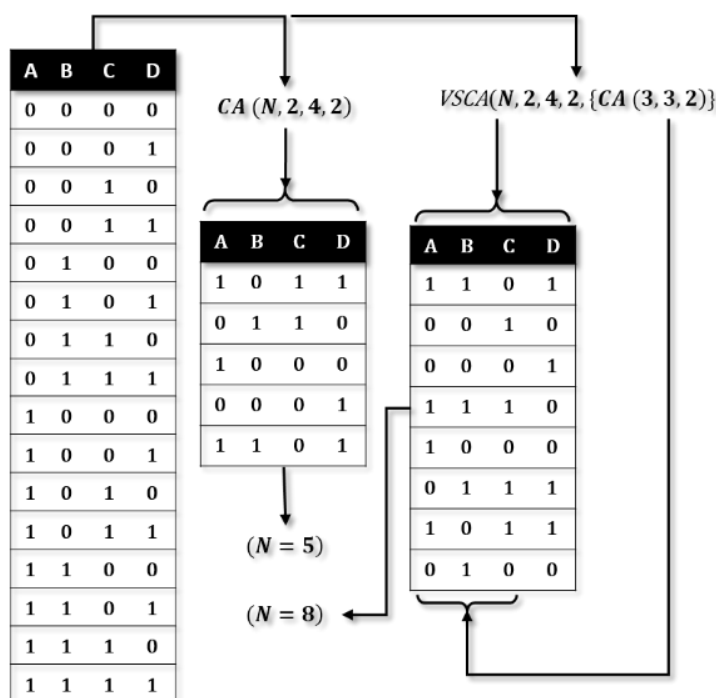 A B C D
0 0 0 0
0 0 0 1
0 0 1 0
0 0 1 1
0 1 0 0
0 1 0 1
0 1 1 0
0 1 1 1
1 0 0 0
1 0 0 1
1 0 1 0
1 0 1 1
1 1 0 0
1 1 0 1
1 1 1 0
1 1 1 1
CA (N, 2, 4, 2)
A B C D
1 0 1 1
0 1 1 0
1 0 0 0
0 0 0 1
1 1 0 1
(N = 5)
VSCA(N, 2, 4, 2, {CA (3, 3, 2)}
A B C D
1 1 0 1
0 0 1 0
0 0 0 1
1 1 1 0
1 0 0 0
0 1 1 1
1 0 1 1
0 1 0 0
(N = 8)